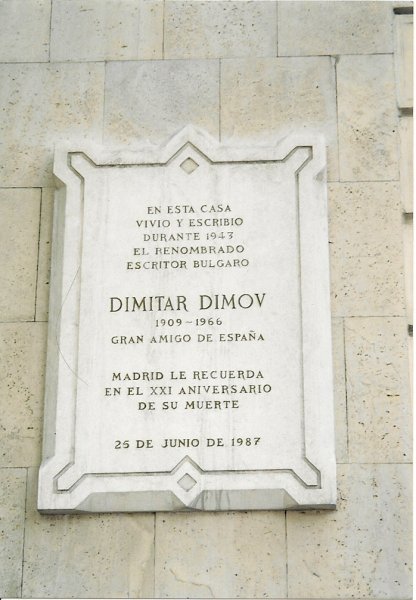 EN ESTA CASA
VIVIO Y ESCRIBIO
DURANTE 1943
EL RENOMBRADO
ESCRITOR BULGARO
DIMITAR DIMOV
1909-1966
GRAN AMIGO DE ESPAÑA
MADRID LE RECUERDA
EN EL XXI ANIVERSARIO
DE SU MUERTE
25 DE JUNIO DE 1987